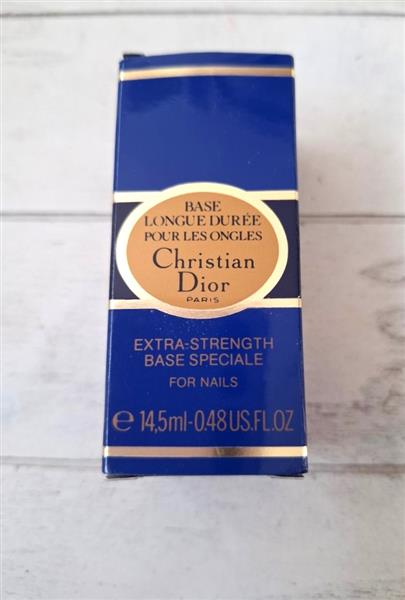 BASE
LONGUE DURÉE
POUR LES ONGLES
Christian
Dior
PARIS
EXTRA-STRENGTH
BASE SPECIALE
FOR NAILS
℮ 14,5ml-0.48 US.FL.OZ